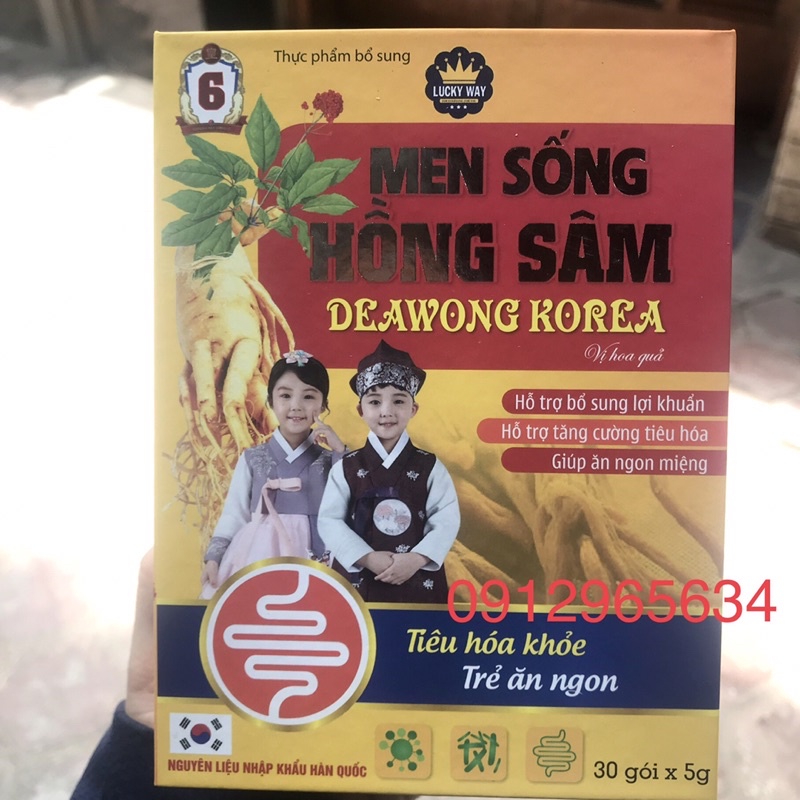 6
Thực phẩm bổ sung
LUCKY WAY
MEN SỐNG
HỒNG SÂM
DEAWONG KOREA
Vị hoa quả
Hỗ trợ bổ sung lợi khuẩn
Hỗ trợ tăng cường tiêu hóa
Giúp ăn ngon miệng
0912965634
Tiêu hóa khỏe
Trẻ ăn ngon
NGUYÊN LIỆU NHẬP KHẨU HÀN QUỐC
30 gói x 5g